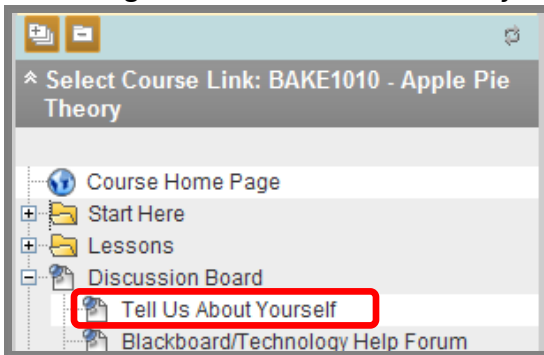 Select Course Link: BAKE1010 - Apple Pie
Theory
Course Home Page
Start Here
Lessons
Discussion Board
Tell Us About Yourself
Blackboard/Technology Help Forum